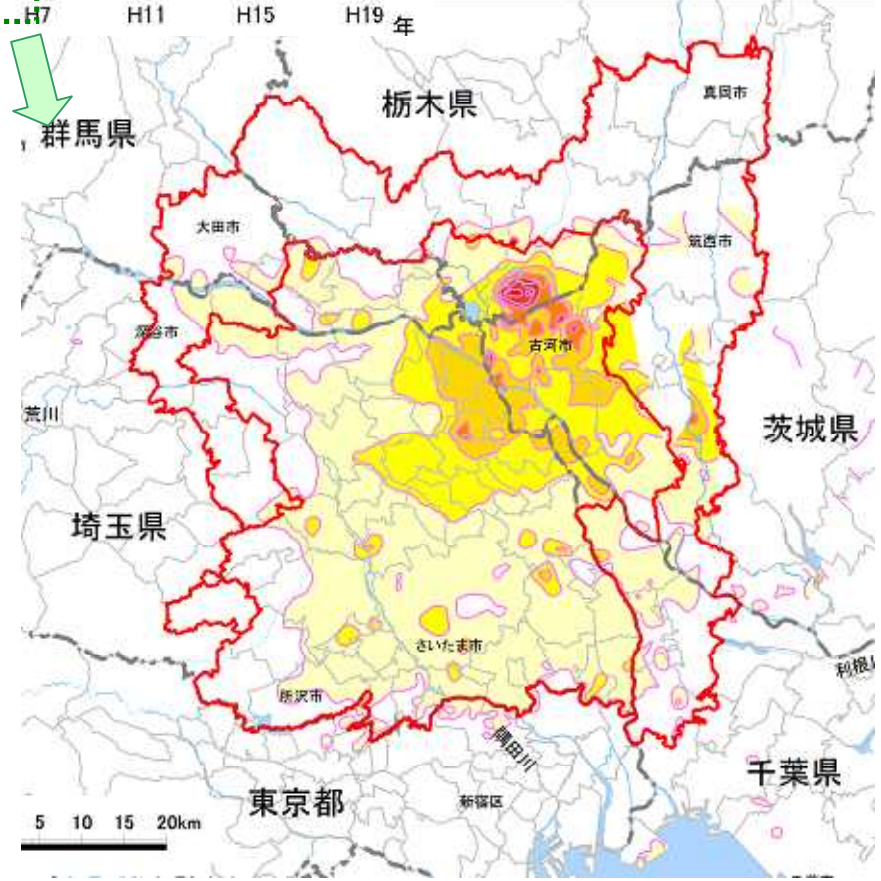 H7 H11 H15 H19 年
栃木県
真岡市
群馬県
大田市
筑西市
深谷市
古河市
荒川
茨城県
埼玉県
さいたま市
利根川
所沢市
隅田川
千葉県
東京都
新宿区
5 10 15 20km